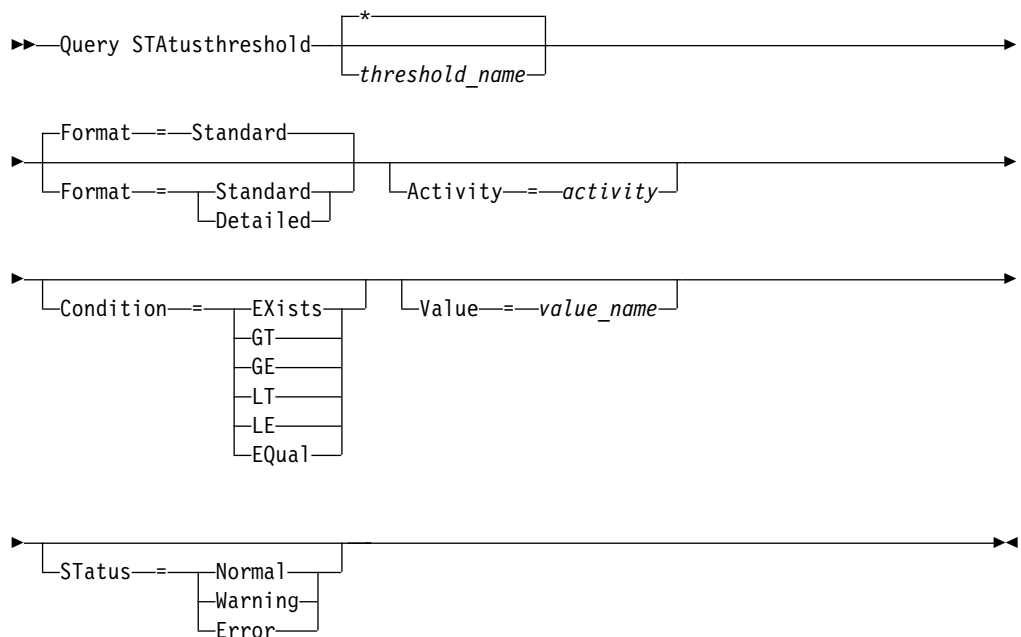 *
Query STAtusthreshold
threshold_name
Format = Standard
Format = Standard Activity = activity
Detailed
Condition = EXists Value = value_name
GT
GE
LT
LE
EQual
STatus = Normal
Warning
Error